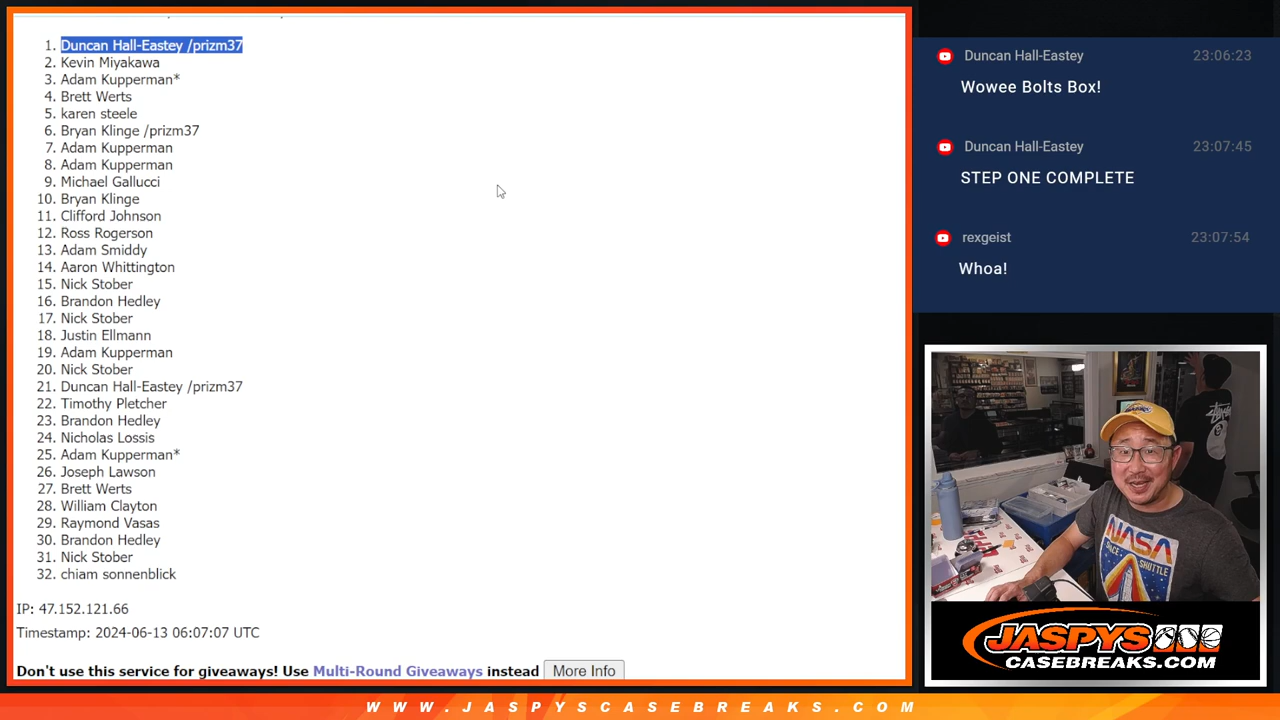 1. Duncan Hall-Eastey /prizm37
2. Kevin Miyakawa
3. Adam Kupperman*
4. Brett Werts
5. karen steele
6. Bryan Klinge /prizm37
7. Adam Kupperman
8. Adam Kupperman
9. Michael Gallucci
10. Bryan Klinge
11. Clifford Johnson
12. Ross Rogerson
13. Adam Smiddy
14. Aaron Whittington
15. Nick Stober
16. Brandon Hedley
17. Nick Stober
18. Justin Ellmann
19. Adam Kupperman
20. Nick Stober
21. Duncan Hall-Eastey /prizm37
22. Timothy Pletcher
23. Brandon Hedley
24. Nicholas Lossis
25. Adam Kupperman*
26. Joseph Lawson
27. Brett Werts
28. William Clayton
29. Raymond Vasas
30. Brandon Hedley
31. Nick Stober
32. chiam sonnenblick
IP: 47.152.121.66
Timestamp: 2024-06-13 06:07:07 UTC
Don't use this service for giveaways! Use Multi-Round Giveaways instead More Info
Duncan Hall-Eastey 23:06:23
Wowee Bolts Box!
Duncan Hall-Eastey 23:07:45
STEP ONE COMPLETE
rexgeist 23:07:54
Whoa!
STÜSSY
NASA
SPACE SHUTTLE
JASPYS
CASEBREAKS.COM
WWW.JASPYSCASEBREAKS.COM